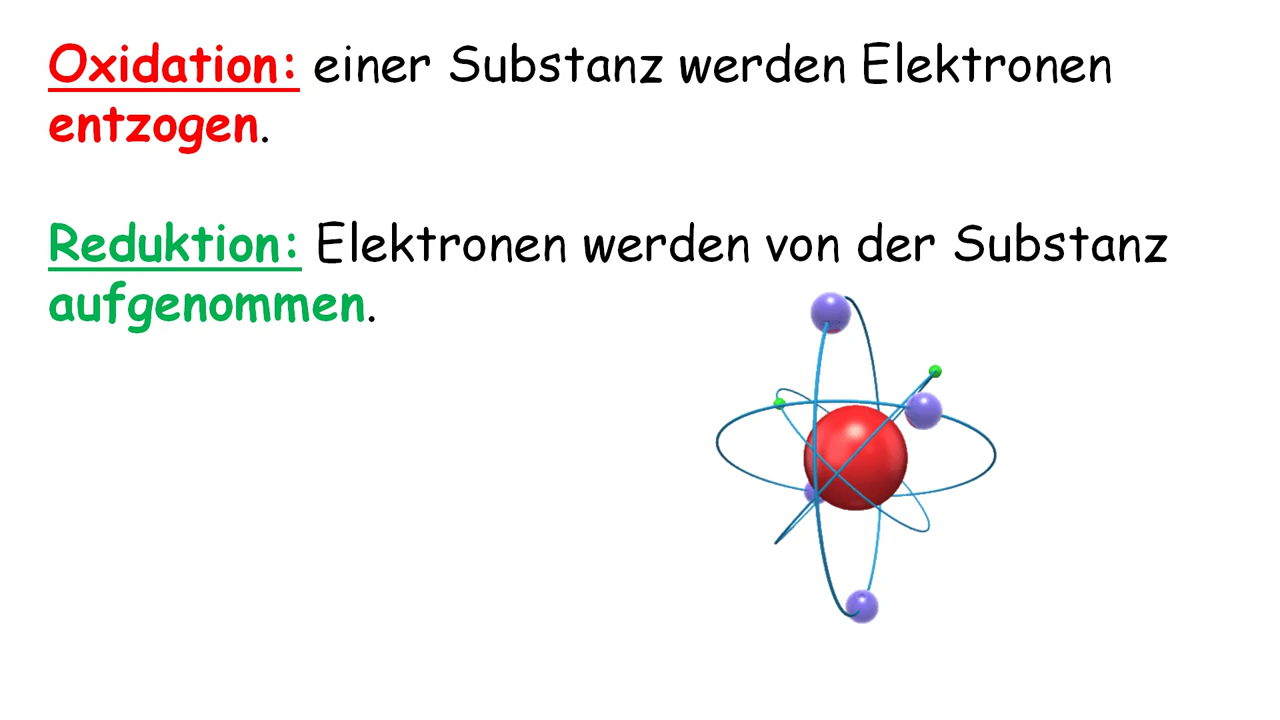 Oxidation: einer Substanz werden Elektronen
entzogen.
Reduktion: Elektronen werden von der Substanz
aufgenommen.